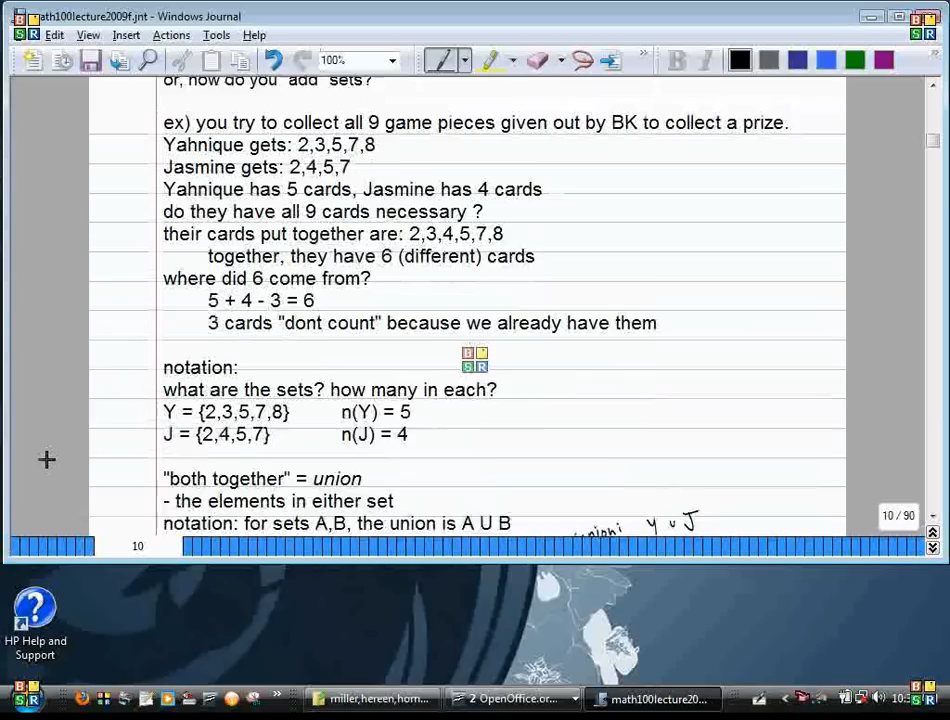 math100lecture2009f.jnt - Windows Journal
Edit View Insert Actions Tools Help
100%
B I
or, how do you "add" sets?
ex) you try to collect all 9 game pieces given out by BK to collect a prize.
Yahnique gets: 2,3,5,7,8
Jasmine gets: 2,4,5,7
Yahnique has 5 cards, Jasmine has 4 cards
do they have all 9 cards necessary ?
their cards put together are: 2,3,4,5,7,8
together, they have 6 (different) cards
where did 6 come from?
5 + 4 - 3 = 6
3 cards "dont count" because we already have them
notation:
what are the sets? how many in each?
Y = {2,3,5,7,8} n(Y) = 5
J = {2,4,5,7} n(J) = 4
"both together" = union
- the elements in either set
notation: for sets A,B, the union is A U B
Y ∪ J
10 / 90
10
HP Help and
Support
miller,hereen,horn...
2 OpenOffice.or...
math100lecture20...